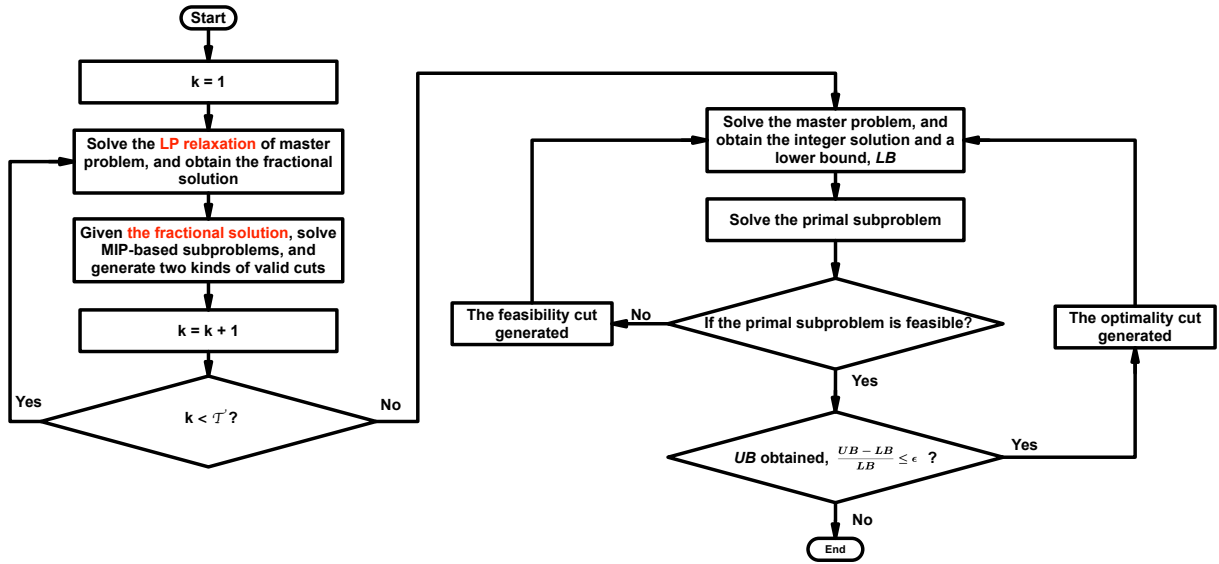 Start
k = 1
Solve the LP relaxation of master
problem, and obtain the fractional
solution
Given the fractional solution, solve
MIP-based subproblems, and
generate two kinds of valid cuts
k = k + 1
Yes
k < 𝒯′?
No
Solve the master problem, and
obtain the integer solution and a
lower bound, LB
Solve the primal subproblem
If the primal subproblem is feasible?
No
The feasibility cut
generated
Yes
UB obtained, (UB − LB)/LB ≤ ϵ ?
Yes
The optimality cut
generated
No
End